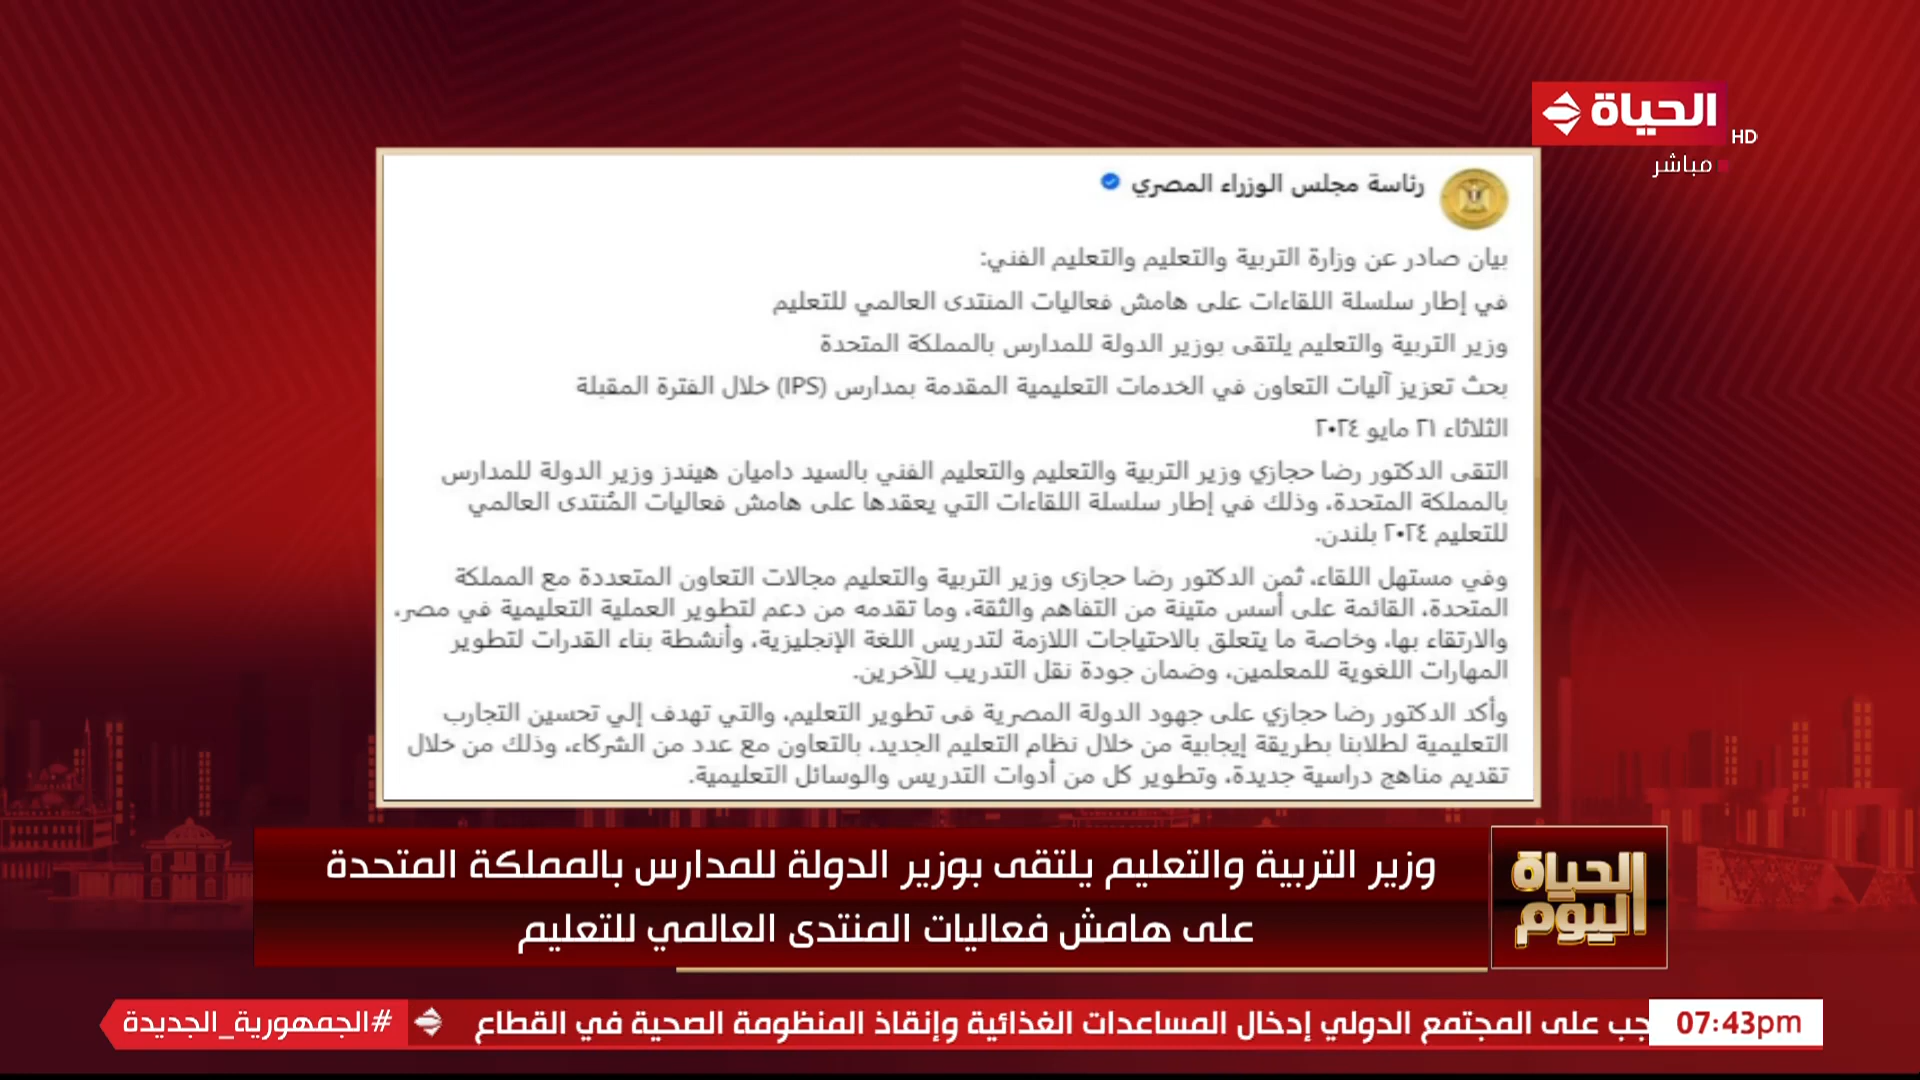 الحياة
HD
مباشر
رئاسة مجلس الوزراء المصري
بيان صادر عن وزارة التربية والتعليم والتعليم الفني:
في إطار سلسلة اللقاءات على هامش فعاليات المنتدى العالمي للتعليم
وزير التربية والتعليم يلتقى بوزير الدولة للمدارس بالمملكة المتحدة
بحث تعزيز آليات التعاون في الخدمات التعليمية المقدمة بمدارس (IPS) خلال الفترة المقبلة
الثلاثاء ٢١ مايو ٢٠٢٤
التقى الدكتور رضا حجازي وزير التربية والتعليم والتعليم الفني بالسيد داميان هيندز وزير الدولة للمدارس
بالمملكة المتحدة، وذلك في إطار سلسلة اللقاءات التي يعقدها على هامش فعاليات المُنتدى العالمي
للتعليم ٢٠٢٤ بلندن.
وفي مستهل اللقاء، ثمن الدكتور رضا حجازى وزير التربية والتعليم مجالات التعاون المتعددة مع المملكة
المتحدة، القائمة على أسس متينة من التفاهم والثقة، وما تقدمه من دعم لتطوير العملية التعليمية في مصر،
والارتقاء بها، وخاصة ما يتعلق بالاحتياجات اللازمة لتدريس اللغة الإنجليزية، وأنشطة بناء القدرات لتطوير
المهارات اللغوية للمعلمين، وضمان جودة نقل التدريب للآخرين.
وأكد الدكتور رضا حجازي على جهود الدولة المصرية فى تطوير التعليم، والتي تهدف إلي تحسين التجارب
التعليمية لطلابنا بطريقة إيجابية من خلال نظام التعليم الجديد، بالتعاون مع عدد من الشركاء، وذلك من خلال
تقديم مناهج دراسية جديدة، وتطوير كل من أدوات التدريس والوسائل التعليمية.
وزير التربية والتعليم يلتقى بوزير الدولة للمدارس بالمملكة المتحدة
على هامش فعاليات المنتدى العالمي للتعليم
الحياة
اليوم
07:43pm
جب على المجتمع الدولي إدخال المساعدات الغذائية وإنقاذ المنظومة الصحية في القطاع
#الجمهورية_الجديدة